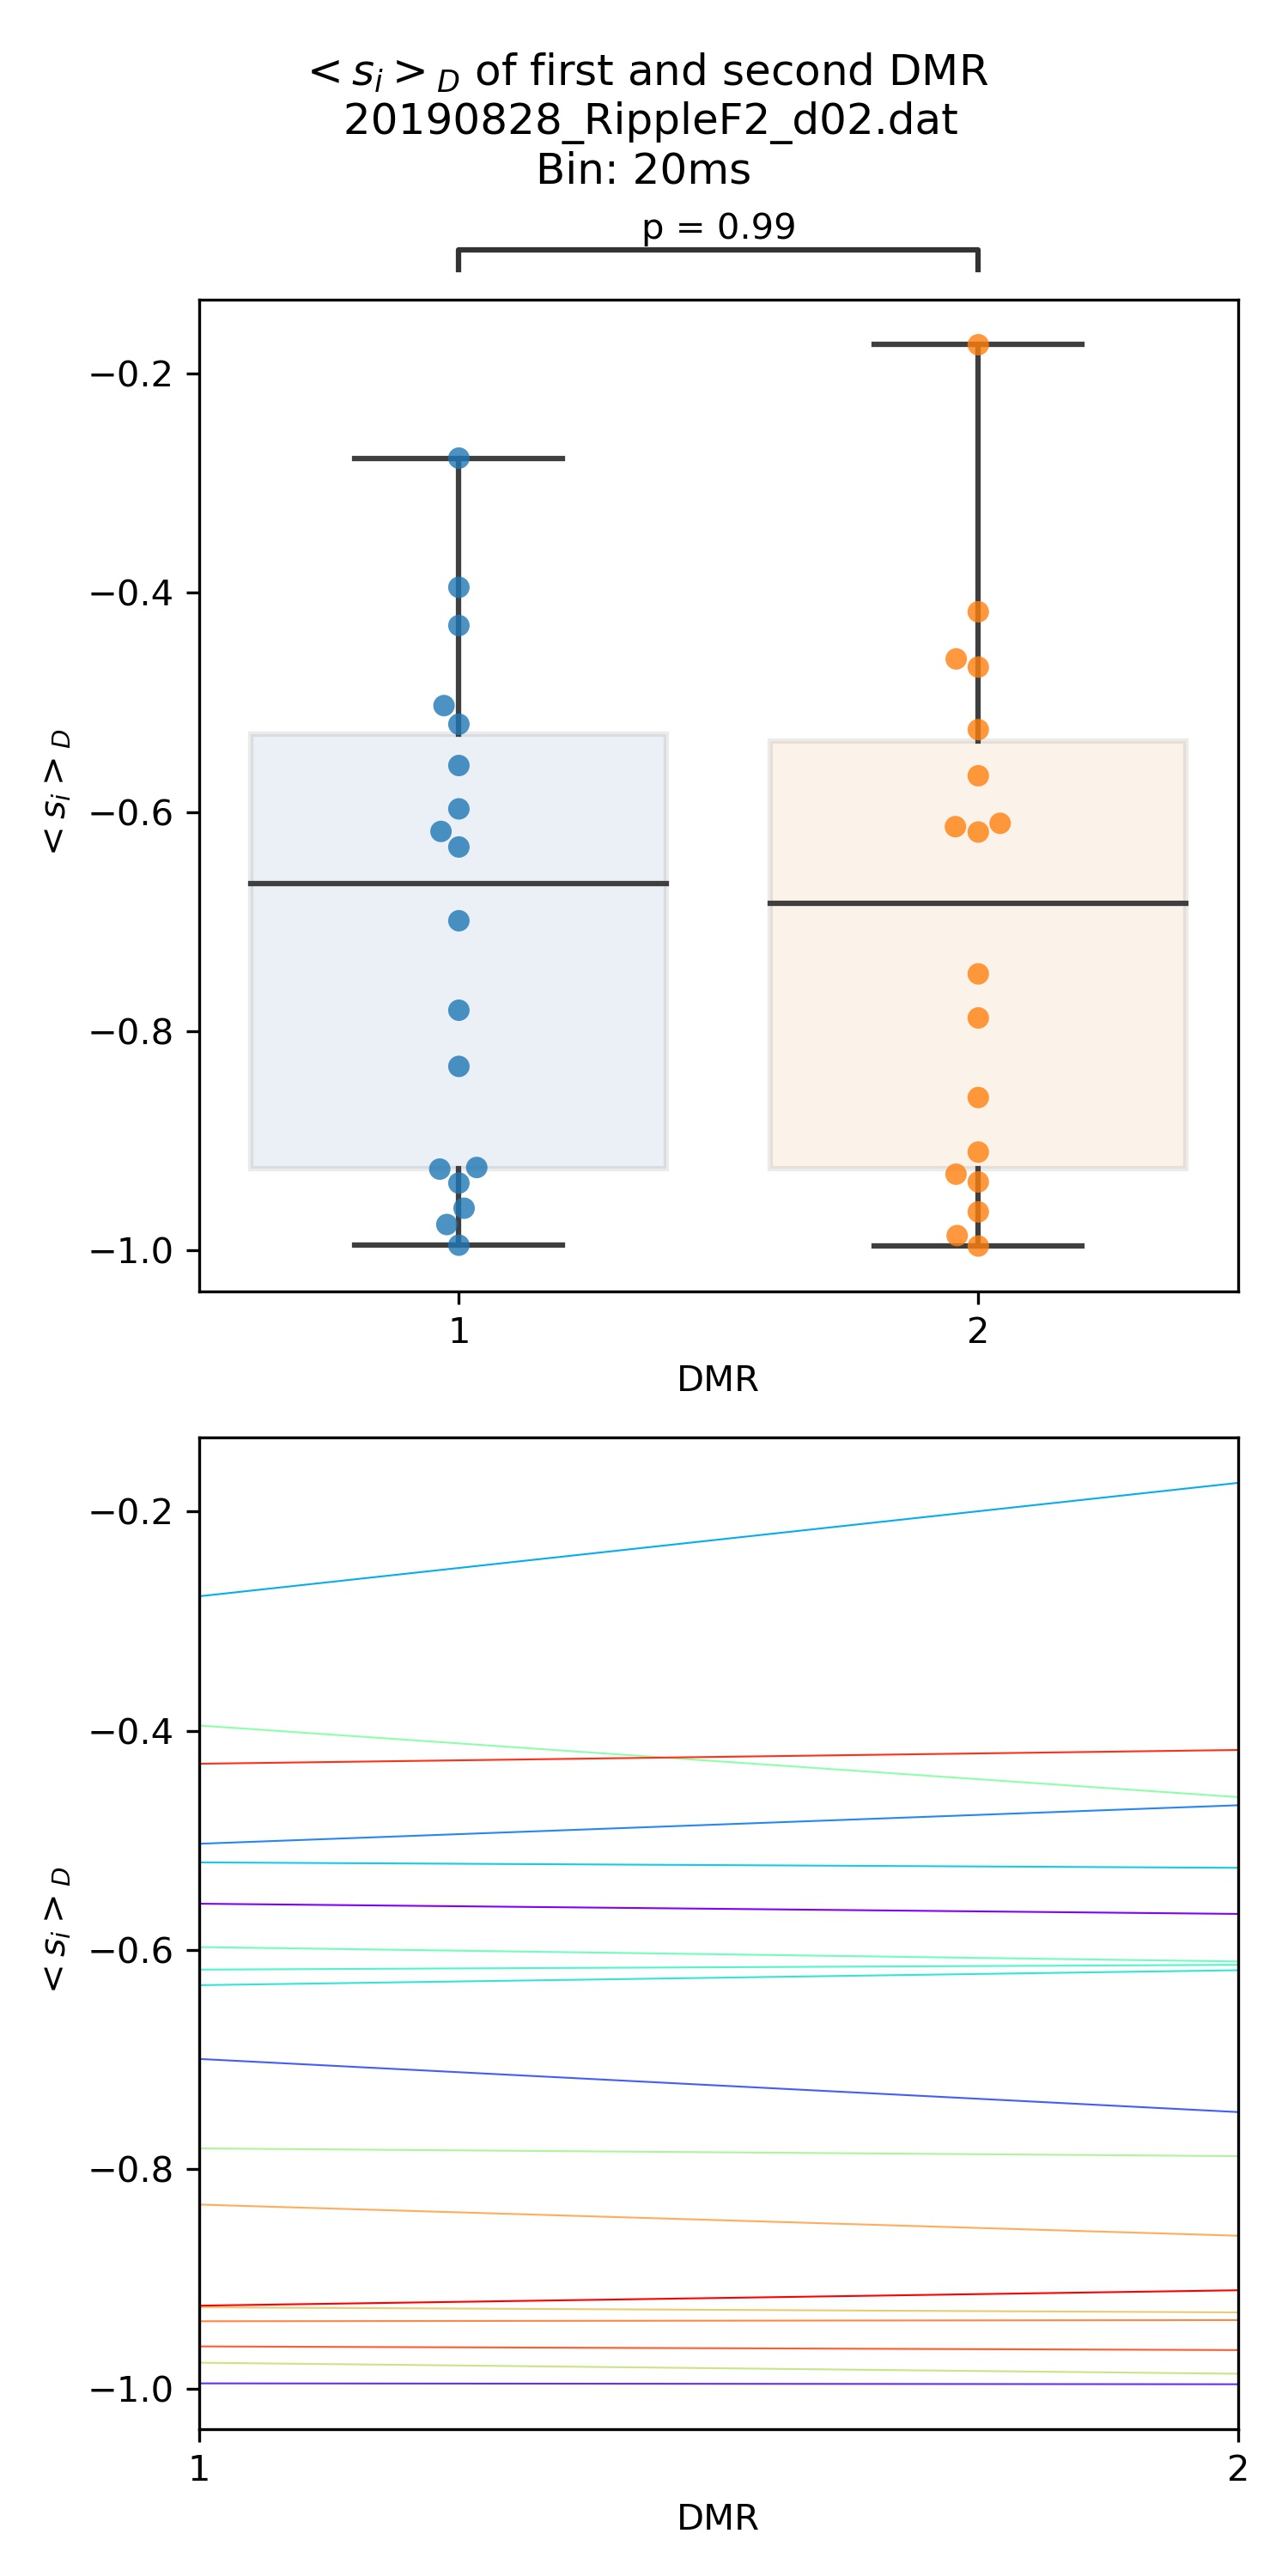 < s_i >_D of first and second DMR
20190828_RippleF2_d02.dat
Bin: 20ms
p = 0.99
−0.2
−0.4
−0.6
−0.8
−1.0
< s_i >_D
1
2
DMR
−0.2
−0.4
−0.6
−0.8
−1.0
< s_i >_D
1
2
DMR